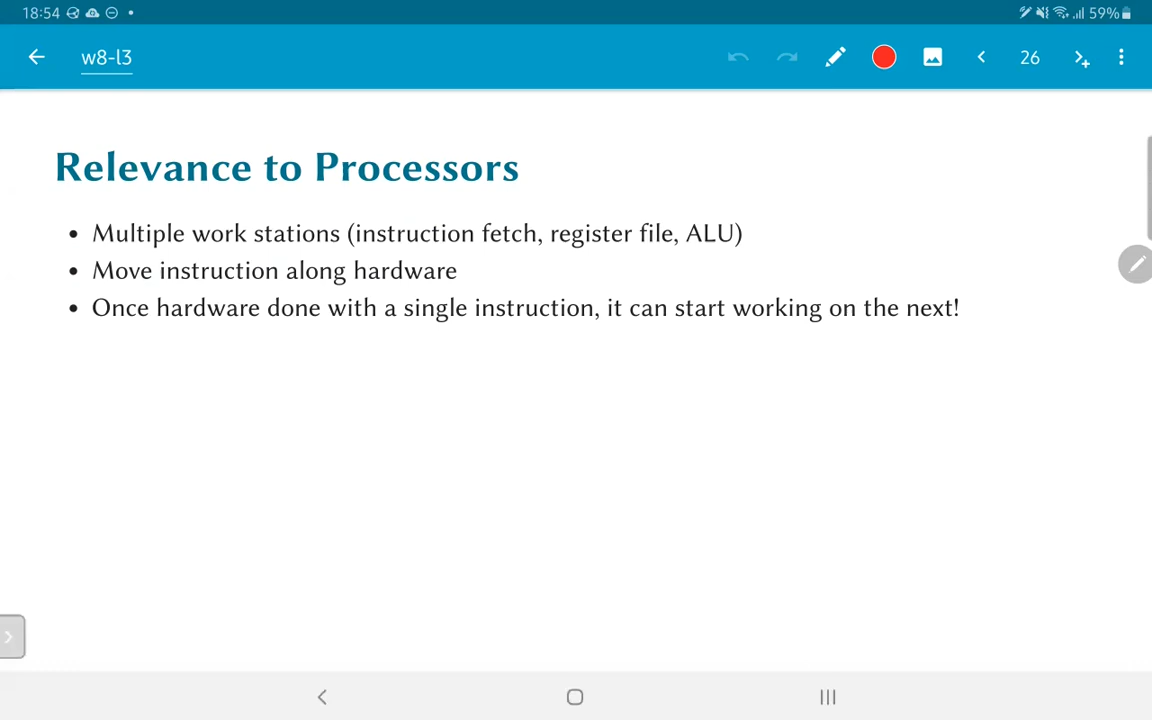 18:54 59%
w8-l3 26
Relevance to Processors
• Multiple work stations (instruction fetch, register file, ALU)
• Move instruction along hardware
• Once hardware done with a single instruction, it can start working on the next!